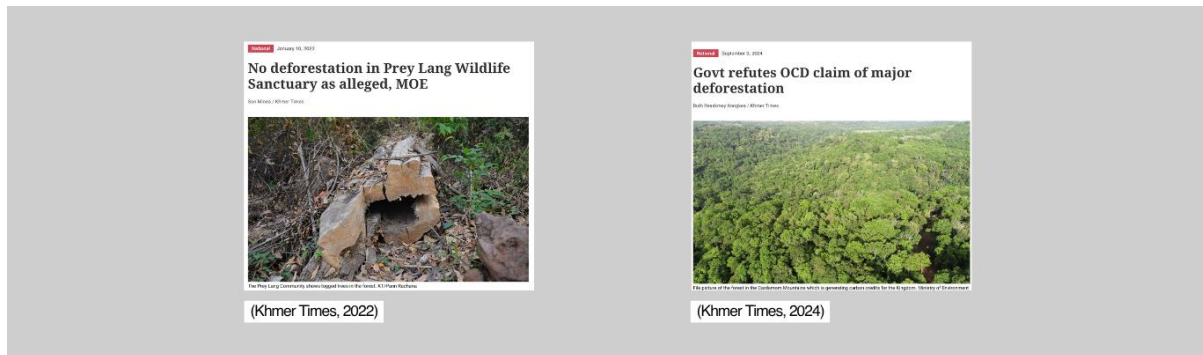 National January 10, 2022
No deforestation in Prey Lang Wildlife
Sanctuary as alleged, MOE
Khmer Times
The Prey Lang Community shows logged trees in the forest. KT/Pann Rachana
(Khmer Times, 2022)
National September 2, 2024
Govt refutes OCD claim of major
deforestation
Khmer Times
File picture of the forest in the Cardamom Mountains which is generating carbon credits for the Kingdom. Ministry of Environment
(Khmer Times, 2024)